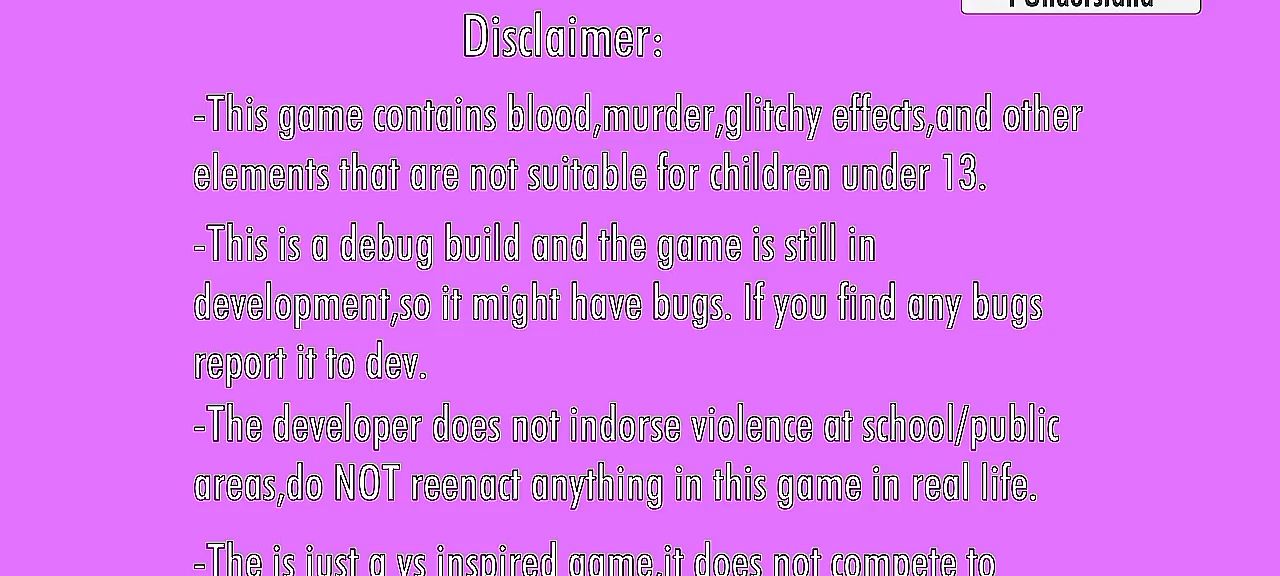 I Understand
Disclaimer:
-This game contains blood,murder,glitchy effects,and other
elements that are not suitable for children under 13.
-This is a debug build and the game is still in
development,so it might have bugs. If you find any bugs
report it to dev.
-The developer does not indorse violence at school/public
areas,do NOT reenact anything in this game in real life.
-The is just a ys inspired game,it does not compete to